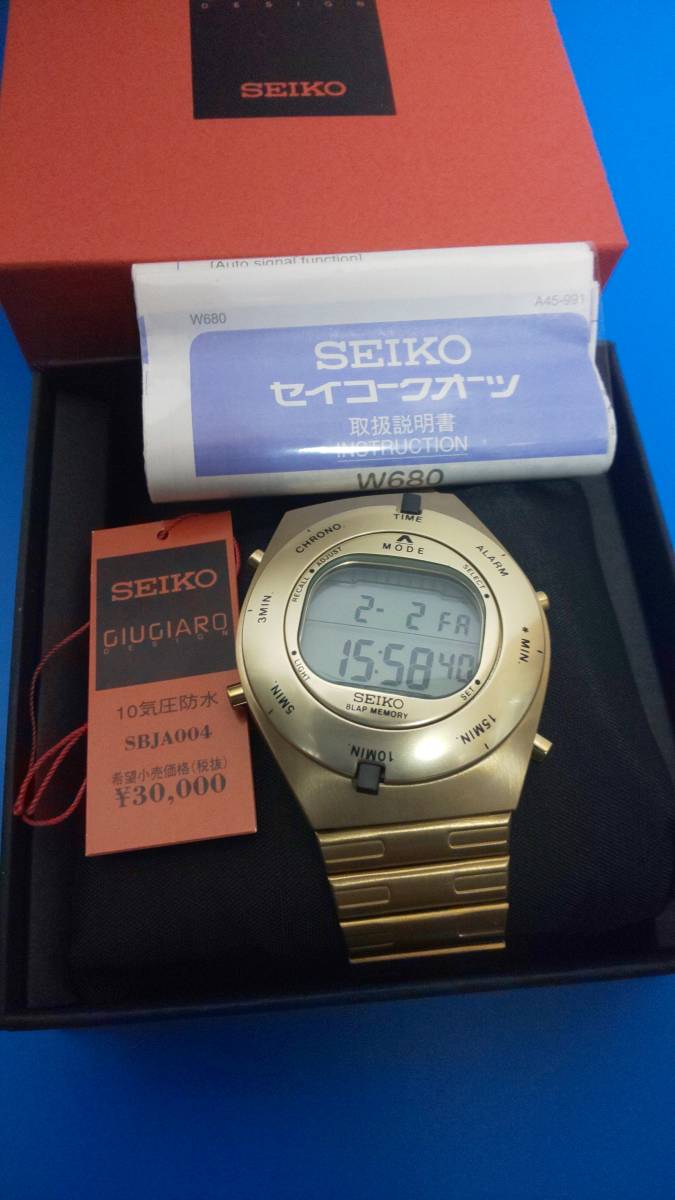 DESIGN
SEIKO
[Auto signal function]
W680
A45-991
SEIKO
セイコークオーツ
取扱説明書
INSTRUCTION
W680
SEIKO
GIUGIARO
DESIGN
10気圧防水
SBJA004
希望小売価格(税抜)
¥30,000
TIME
ALARM
* MIN.
15MIN.
10MIN.
5MIN.
3MIN.
CHRONO.
MODE
RECALL ADJUST
SELECT
LIGHT
SET
2- 2 FA
15:58 40
SEIKO
8LAP MEMORY